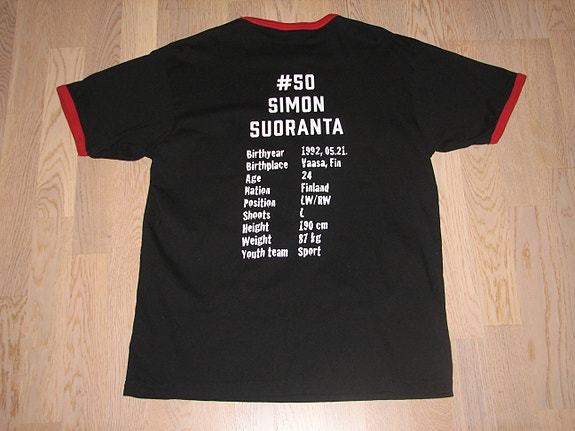 #50
SIMON
SUORANTA
Birthyear 1992, 05.21.
Birthplace Vaasa, Fin
Age 24
Nation Finland
Position LW/RW
Shoots L
Height 190 cm
Weight 87 kg
Youth team Sport